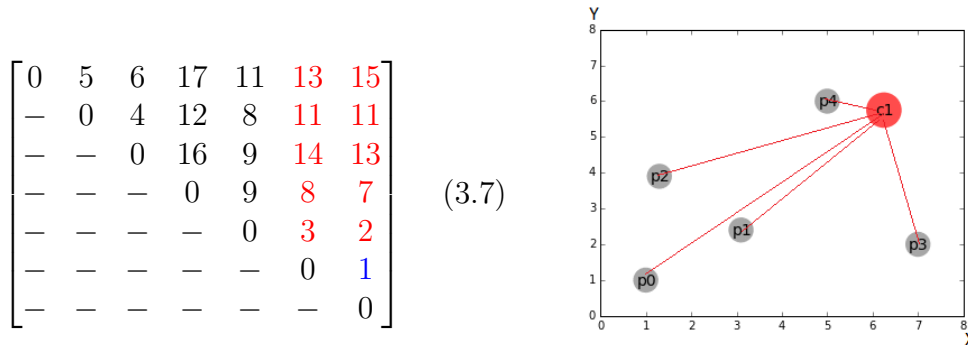 0 5 6 17 11 13 15
− 0 4 12 8 11 11
− − 0 16 9 14 13
− − − 0 9 8 7
− − − − 0 3 2
− − − − − 0 1
− − − − − − 0
(3.7)
Y
8
7
6
5
4
3
2
1
0
p4
c1
p2
p1
p3
p0
0 1 2 3 4 5 6 7 8
X